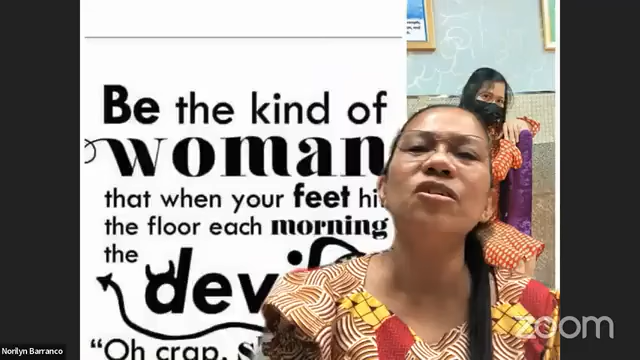 Be the kind of
woman
that when your feet hi
the floor each morning
the
devi
"Oh crap, s
zoom
Norilyn Barranco